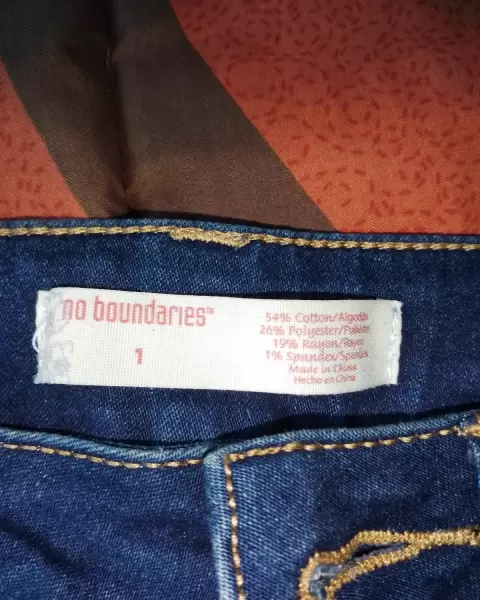 no boundaries™
1
54% Cotton/Algodón
26% Polyester/Poliéster
19% Rayon/Rayón
1% Spandex/Spandex
Made in China
Hecho en China